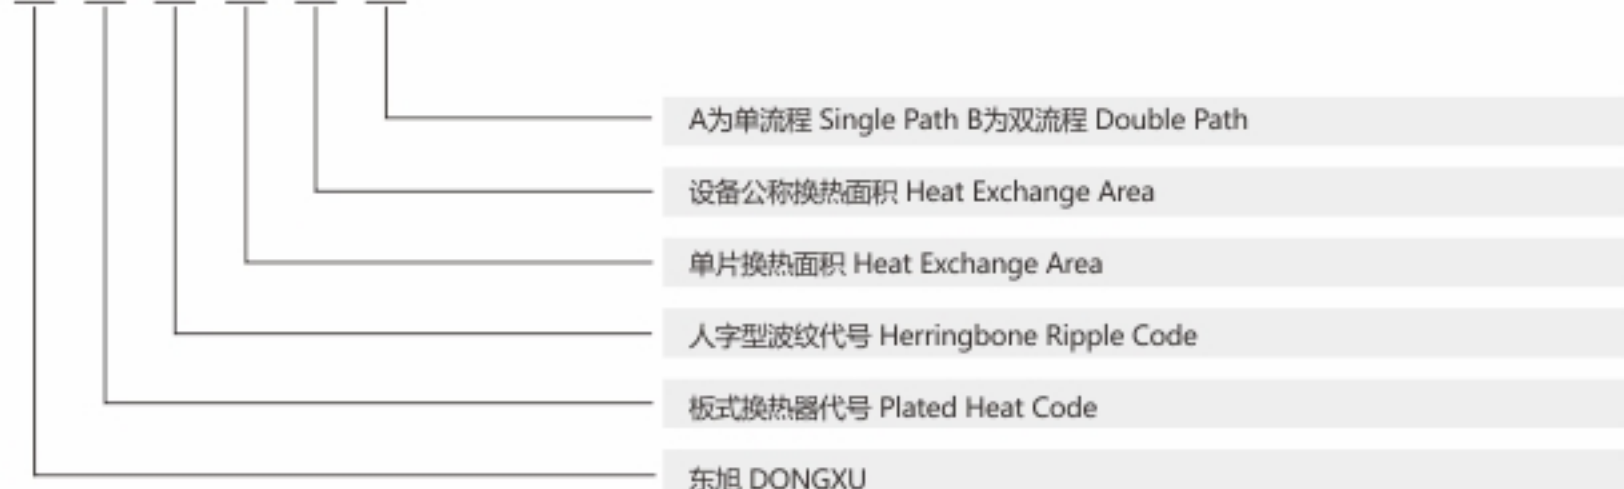 A为单流程 Single Path B为双流程 Double Path
设备公称换热面积 Heat Exchange Area
单片换热面积 Heat Exchange Area
人字型波纹代号 Herringbone Ripple Code
板式换热器代号 Plated Heat Code
东旭 DONGXU